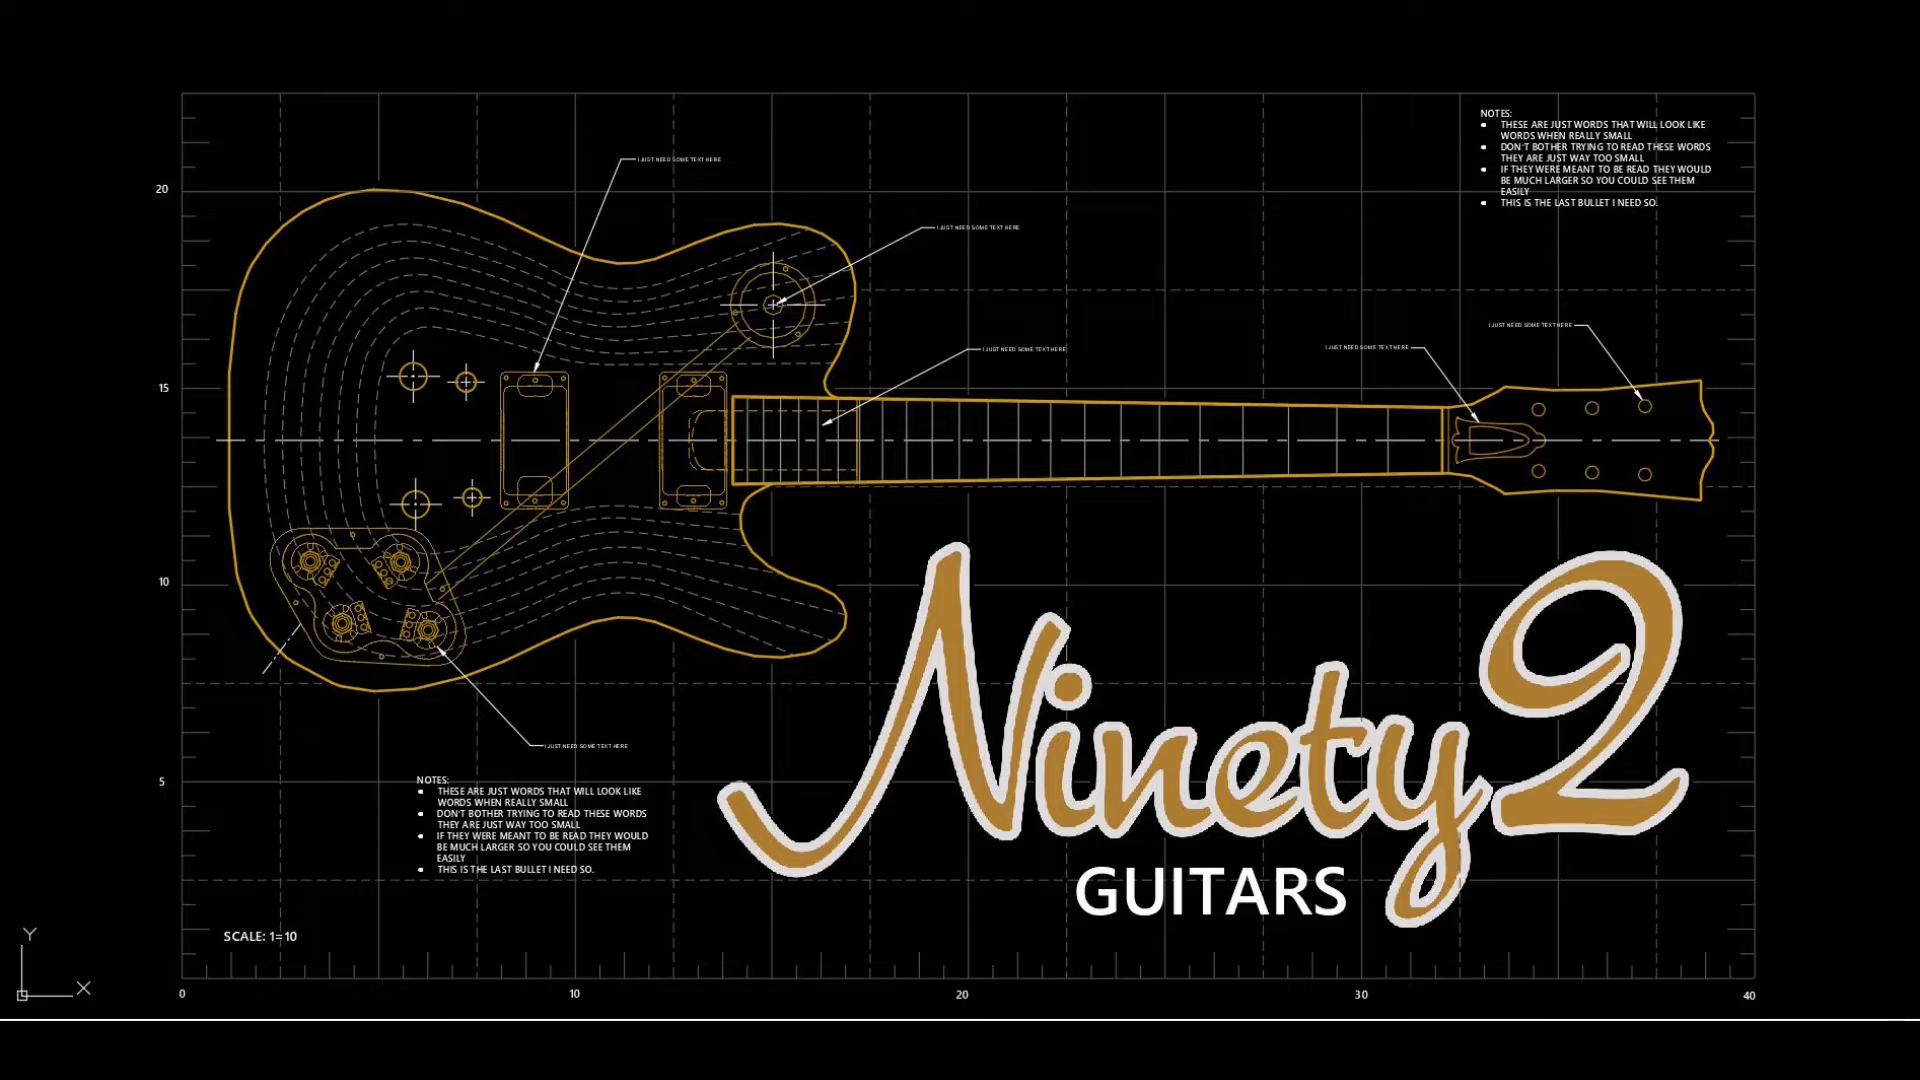 NOTES:
THESE ARE JUST WORDS THAT WILL LOOK LIKE
WORDS WHEN REALLY SMALL
DON'T BOTHER TRYING TO READ THESE WORDS
THEY ARE JUST WAY TOO SMALL
IF THEY WERE MEANT TO BE READ THEY WOULD
BE MUCH LARGER SO YOU COULD SEE THEM
EASILY
THIS IS THE LAST BULLET I NEED SO.
I JUST NEED SOME TEXT HERE
20
I JUST NEED SOME TEXT HERE
I JUST NEED SOME TEXT HERE
I JUST NEED SOME TEXT HERE
I JUST NEED SOME TEXT HERE
15
10
Ninety2
GUITARS
I JUST NEED SOME TEXT HERE
5
NOTES:
THESE ARE JUST WORDS THAT WILL LOOK LIKE
WORDS WHEN REALLY SMALL
DON'T BOTHER TRYING TO READ THESE WORDS
THEY ARE JUST WAY TOO SMALL
IF THEY WERE MEANT TO BE READ THEY WOULD
BE MUCH LARGER SO YOU COULD SEE THEM
EASILY
THIS IS THE LAST BULLET I NEED SO.
SCALE: 1=10
Y
X
0 10 20 30 40